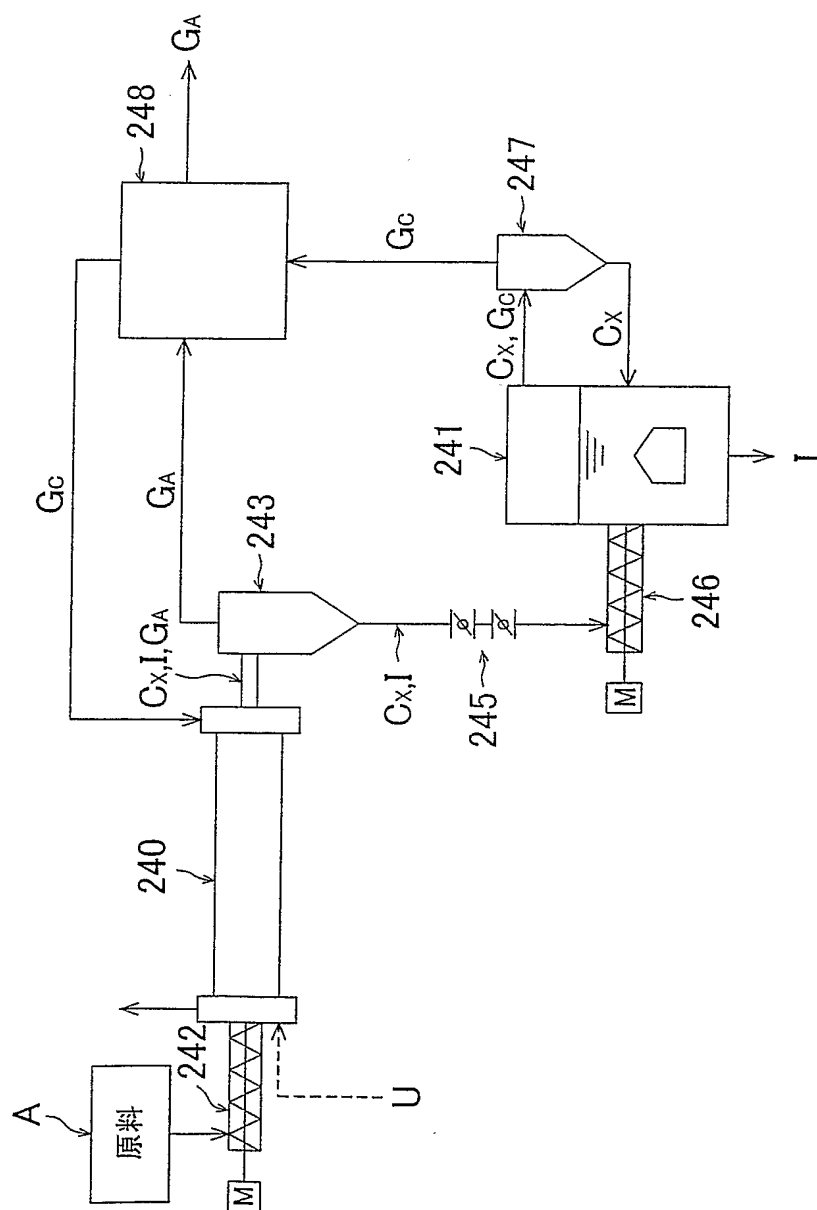 GA
248
GC
GC
247
GA
CX, GC
CX
241
243
CX,I,GA
I
246
M
CX,I
245
240
242
A
原料
U
M